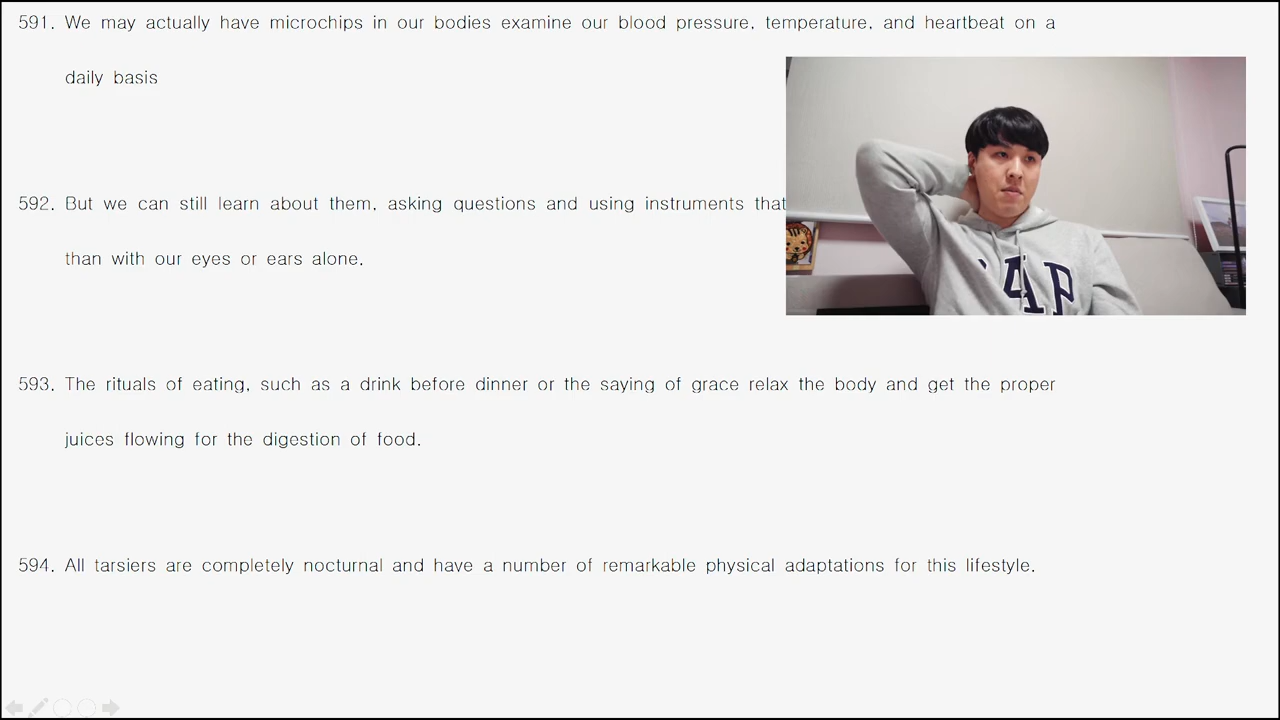 591. We may actually have microchips in our bodies examine our blood pressure, temperature, and heartbeat on a
daily basis
592. But we can still learn about them, asking questions and using instruments that
than with our eyes or ears alone.
593. The rituals of eating, such as a drink before dinner or the saying of grace relax the body and get the proper
juices flowing for the digestion of food.
594. All tarsiers are completely nocturnal and have a number of remarkable physical adaptations for this lifestyle.
GAP